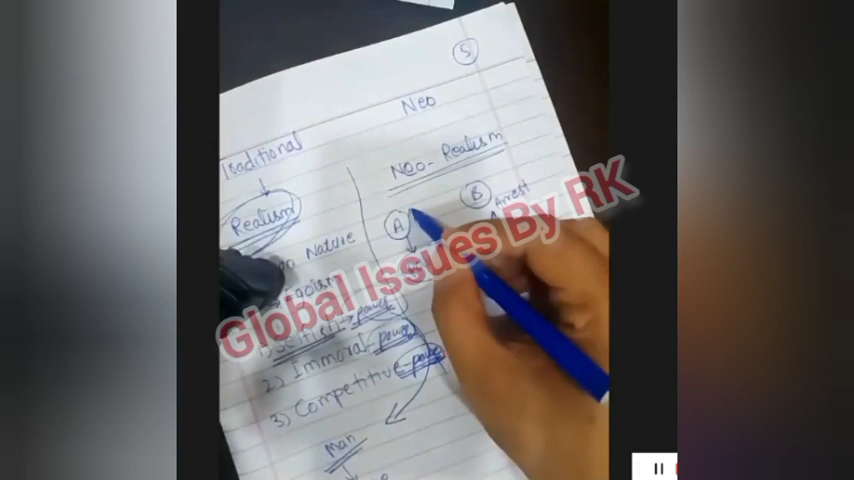 5
Neo
Traditional
Neo-Realism
Realism
A
B
Arrest
Nature
Egoism
1) Selfish → power
2) Immoral - power
3) Competitive - power
Man
Global Issues By RK